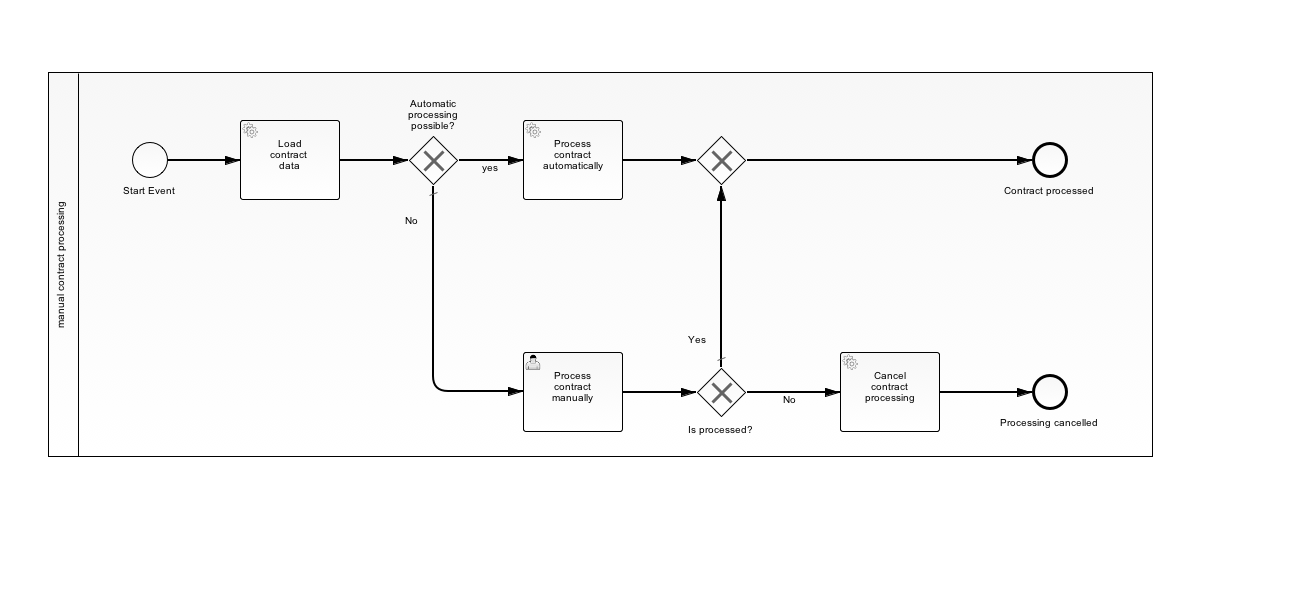 manual contract processing
Start Event
Load
contract
data
Automatic
processing
possible?
yes
No
Process
contract
automatically
Contract processed
Process
contract
manually
Yes
Is processed?
No
Cancel
contract
processing
Processing cancelled